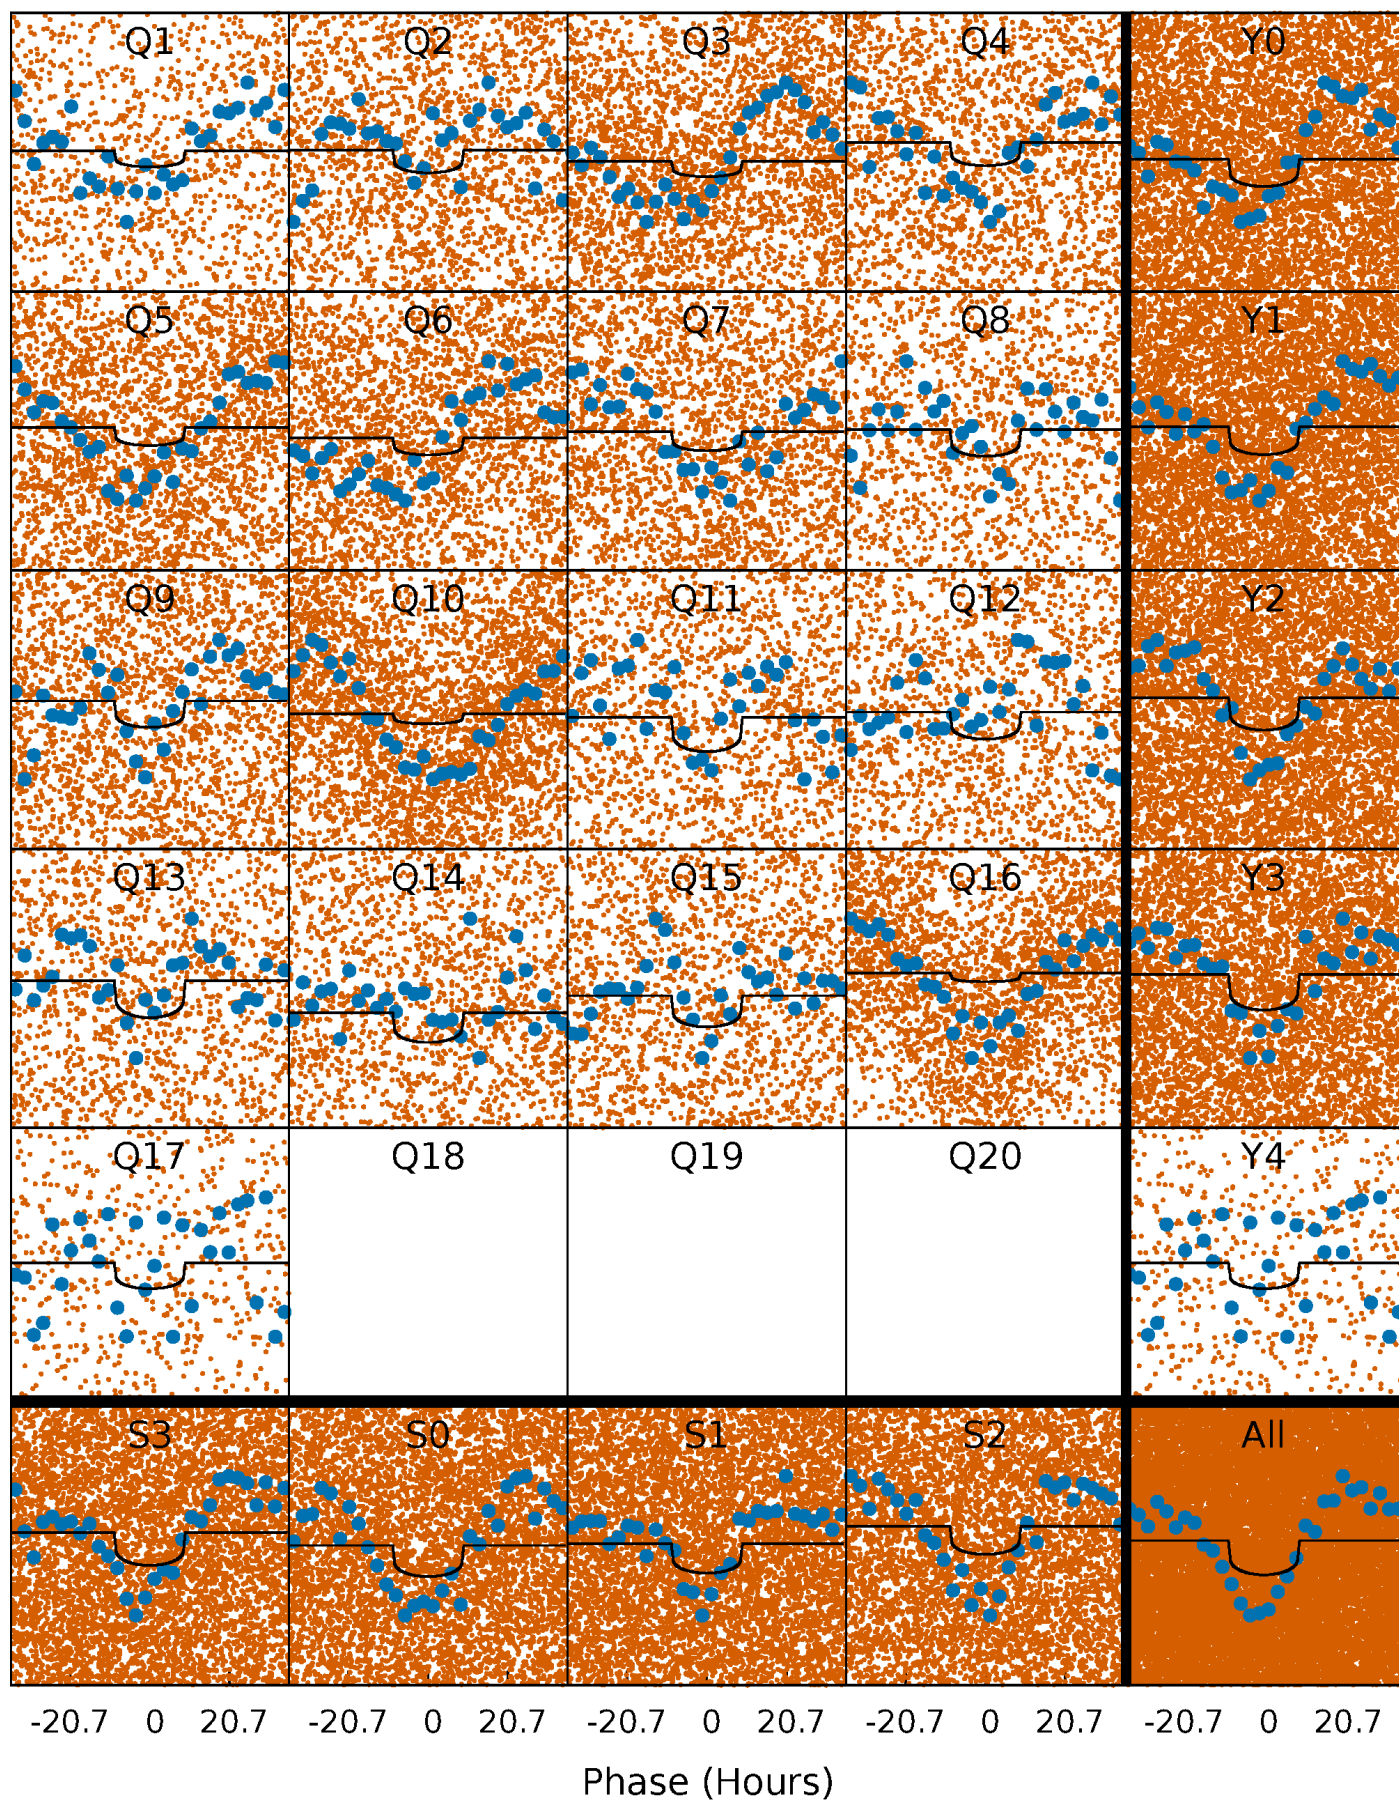 Q1 Q2 Q3 Q4 Y0
Q5 Q6 Q7 Q8 Y1
Q9 Q10 Q11 Q12 Y2
Q13 Q14 Q15 Q16 Y3
Q17 Q18 Q19 Q20 Y4
S3 S0 S1 S2 All
-20.7 0 20.7 -20.7 0 20.7 -20.7 0 20.7 -20.7 0 20.7 -20.7 0 20.7
Phase (Hours)